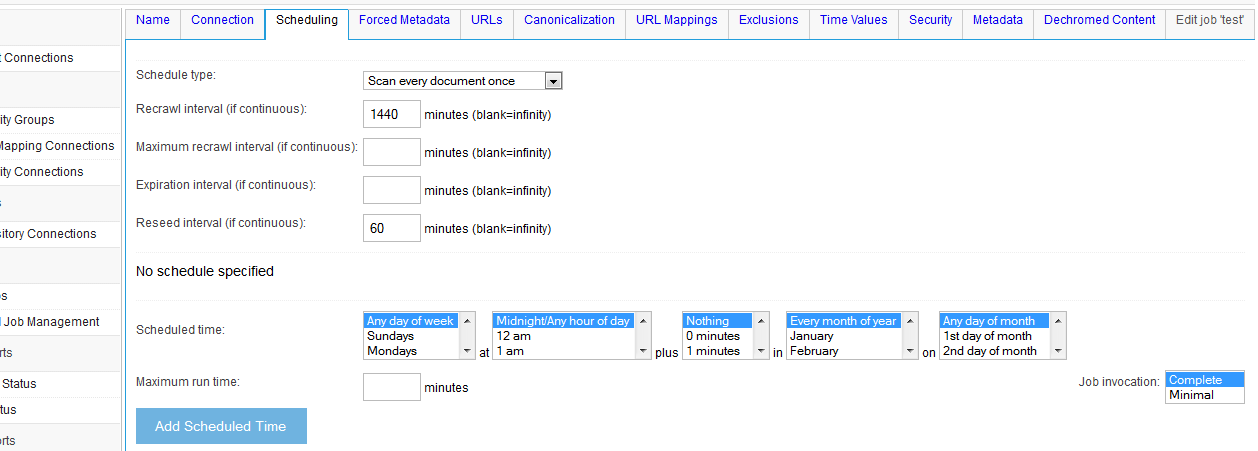 Name Connection Scheduling Forced Metadata URLs Canonicalization URL Mappings Exclusions Time Values Security Metadata Dechromed Content Edit job 'test'
Connections
ity Groups
Mapping Connections
ity Connections
s
sitory Connections
s
Job Management
rts
Status
tus
orts
Schedule type: Scan every document once
Recrawl interval (if continuous): 1440 minutes (blank=infinity)
Maximum recrawl interval (if continuous): minutes (blank=infinity)
Expiration interval (if continuous): minutes (blank=infinity)
Reseed interval (if continuous): 60 minutes (blank=infinity)
No schedule specified
Scheduled time:
Any day of week
Sundays
Mondays
at
Midnight/Any hour of day
12 am
1 am
plus
Nothing
0 minutes
1 minutes
in
Every month of year
January
February
on
Any day of month
1st day of month
2nd day of month
Maximum run time: minutes
Job invocation:
Complete
Minimal
Add Scheduled Time